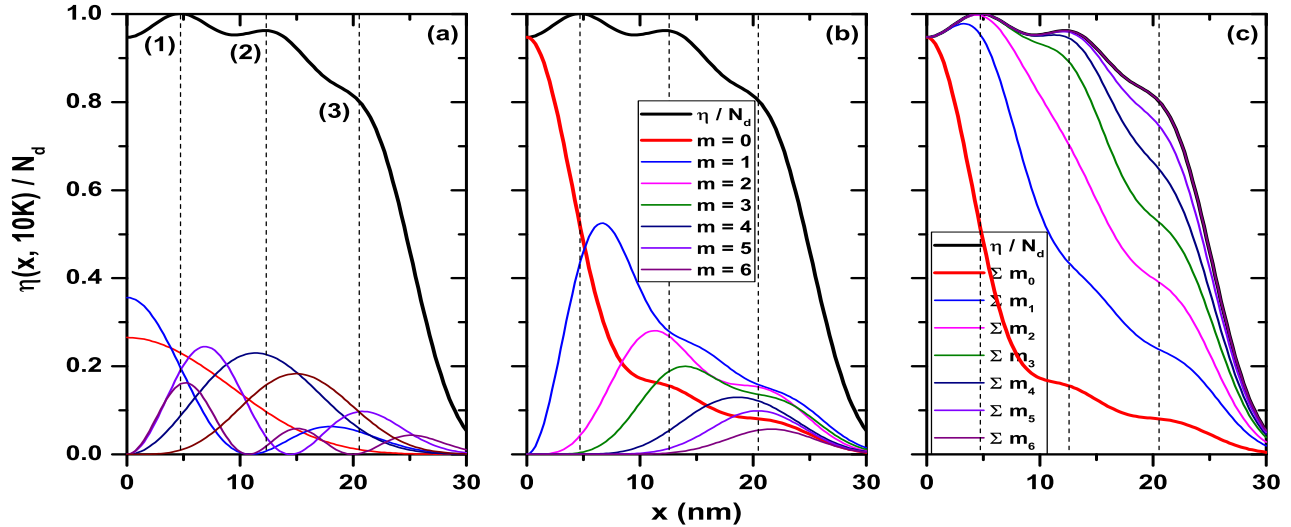 η(x, 10K) / N_d
1.0
0.8
0.6
0.4
0.2
0.0
(a)
(1)
(2)
(3)
0
10
20
30
(b)
η / N_d
m = 0
m = 1
m = 2
m = 3
m = 4
m = 5
m = 6
0
10
20
30
x (nm)
(c)
η / N_d
Σ m_0
Σ m_1
Σ m_2
Σ m_3
Σ m_4
Σ m_5
Σ m_6
0
10
20
30